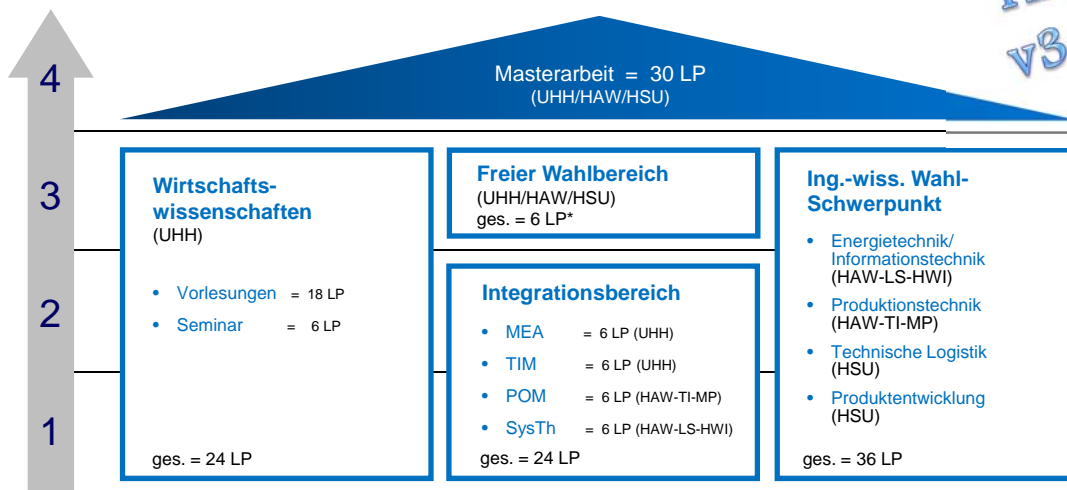 v3
4
Masterarbeit = 30 LP
(UHH/HAW/HSU)
3
2
1
Wirtschafts-
wissenschaften
(UHH)
• Vorlesungen = 18 LP
• Seminar = 6 LP
ges. = 24 LP
Freier Wahlbereich
(UHH/HAW/HSU)
ges. = 6 LP*
Integrationsbereich
• MEA = 6 LP (UHH)
• TIM = 6 LP (UHH)
• POM = 6 LP (HAW-TI-MP)
• SysTh = 6 LP (HAW-LS-HWI)
ges. = 24 LP
Ing.-wiss. Wahl-
Schwerpunkt
• Energietechnik/
Informationstechnik
(HAW-LS-HWI)
• Produktionstechnik
(HAW-TI-MP)
• Technische Logistik
(HSU)
• Produktentwicklung
(HSU)
ges. = 36 LP